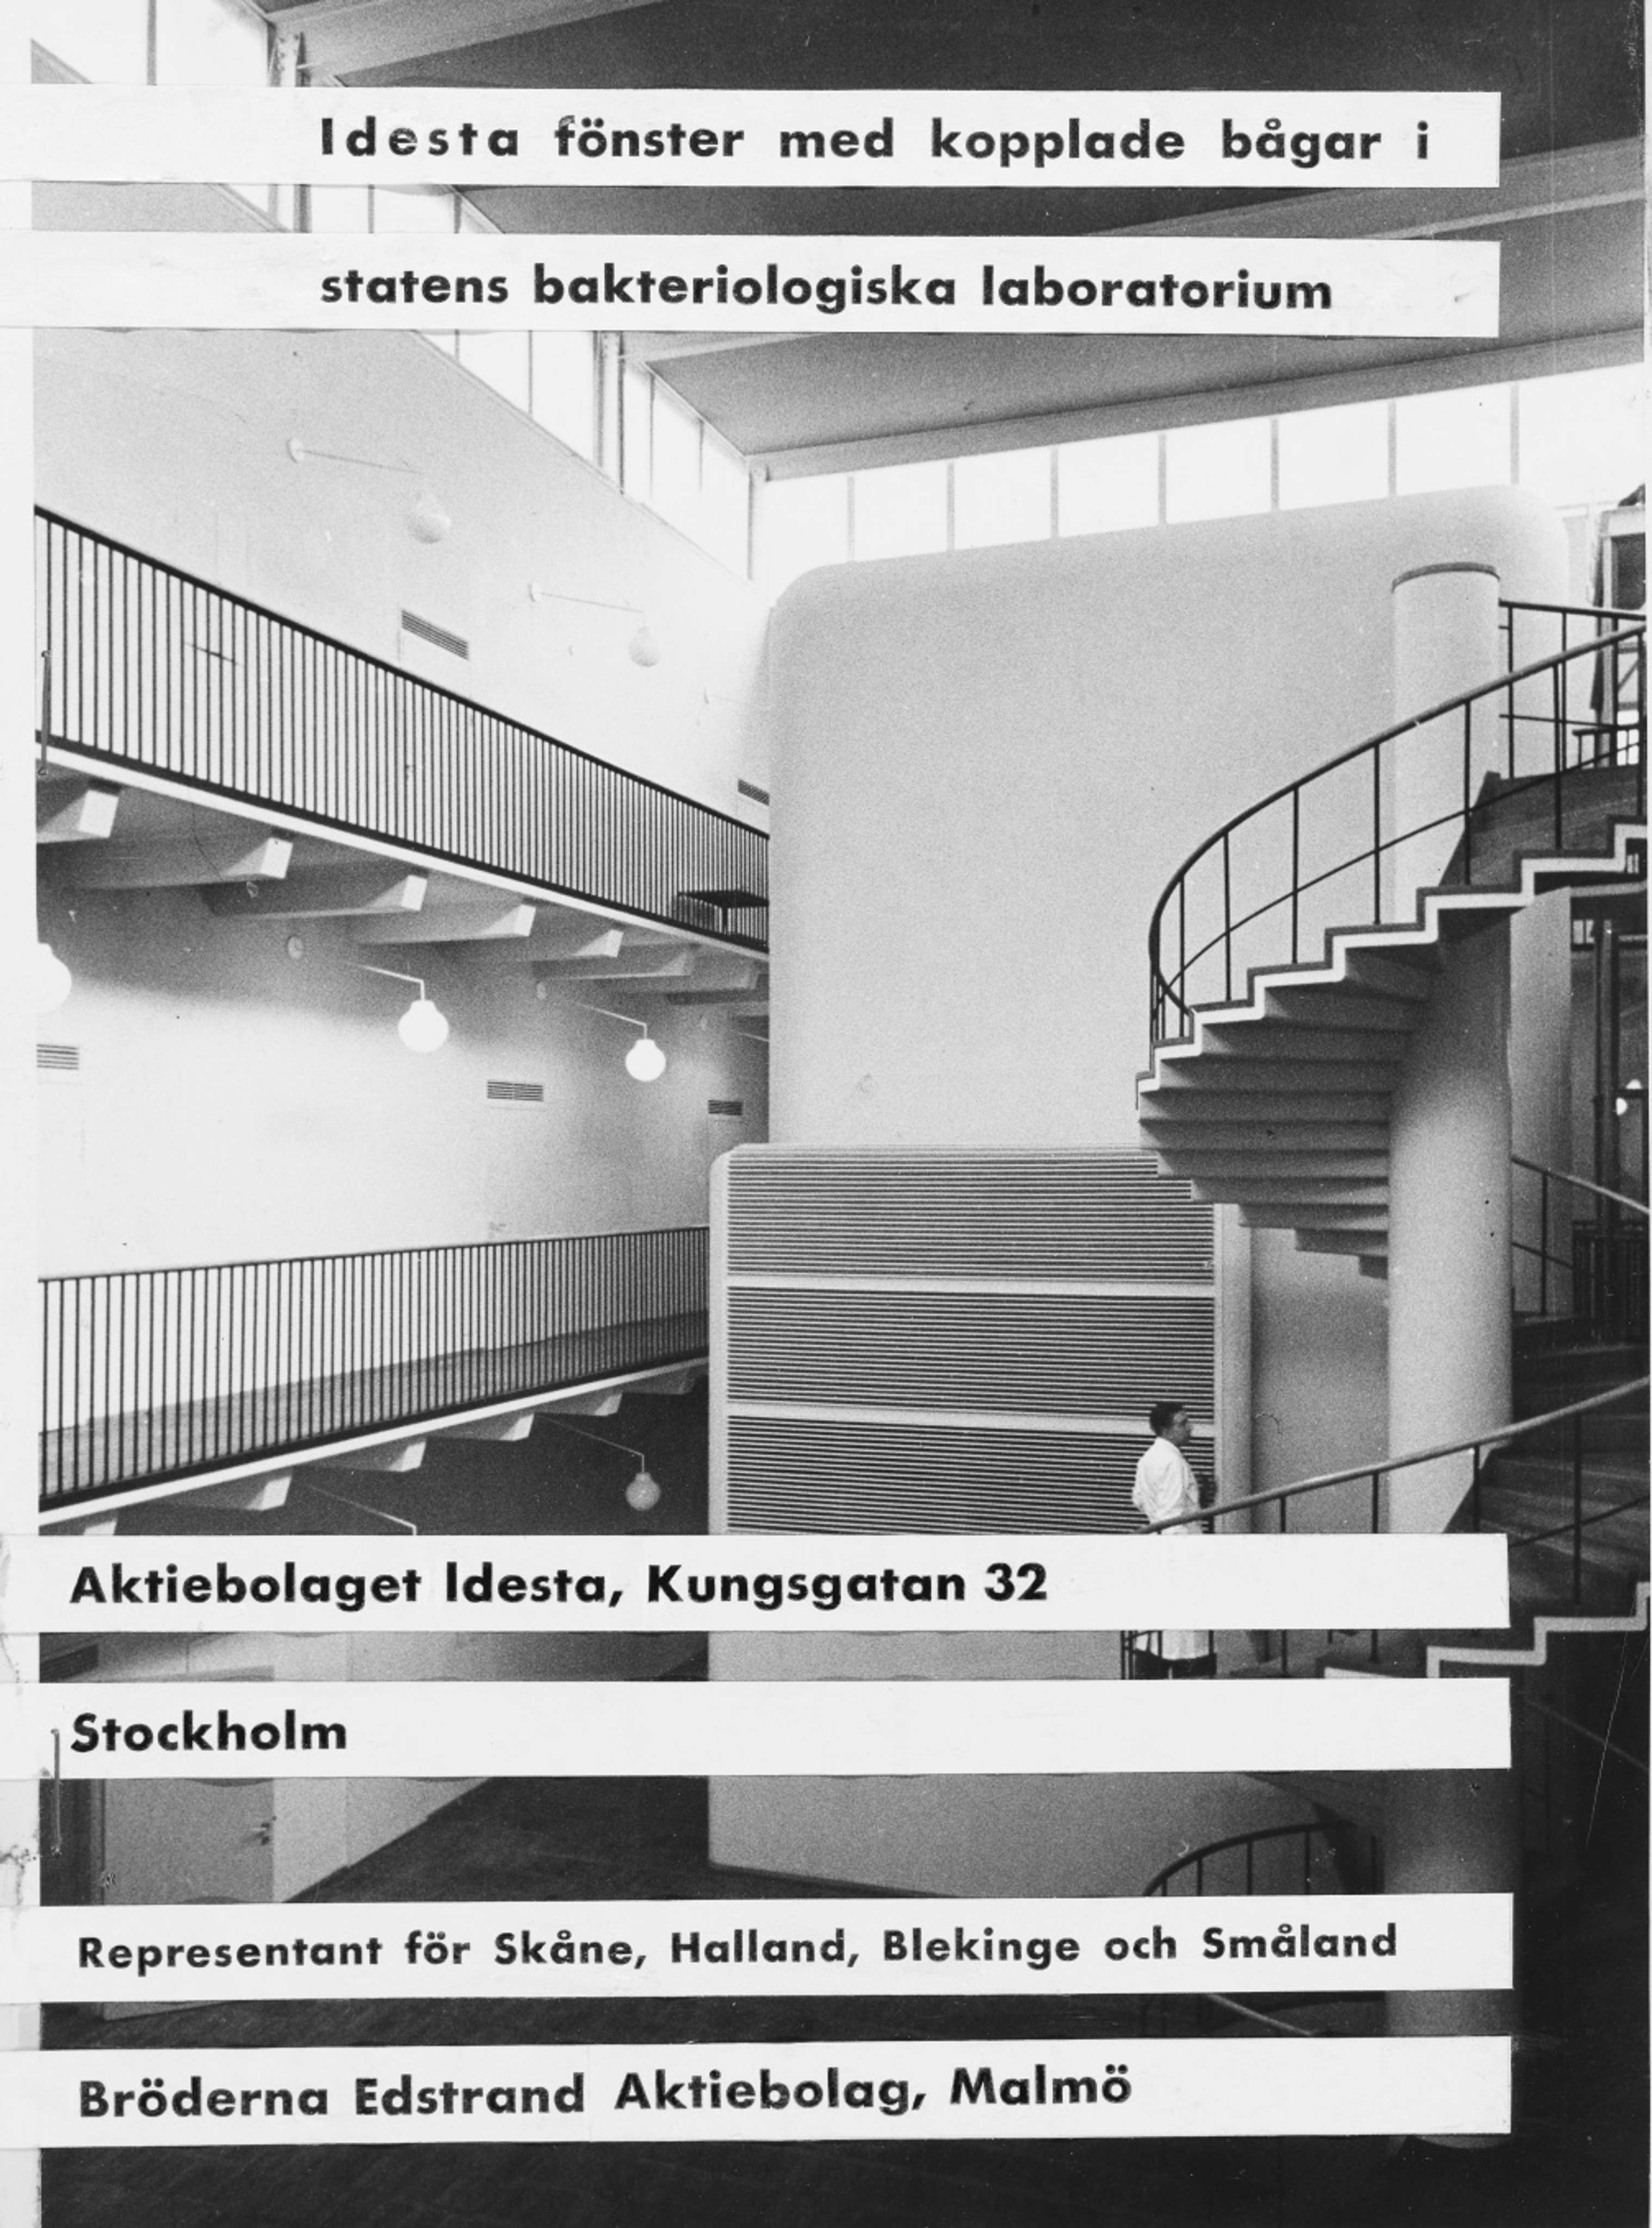 Idesta fönster med kopplade bågar i
statens bakteriologiska laboratorium
Aktiebolaget Idesta, Kungsgatan 32
Stockholm
Representant för Skåne, Halland, Blekinge och Småland
Bröderna Edstrand Aktiebolag, Malmö